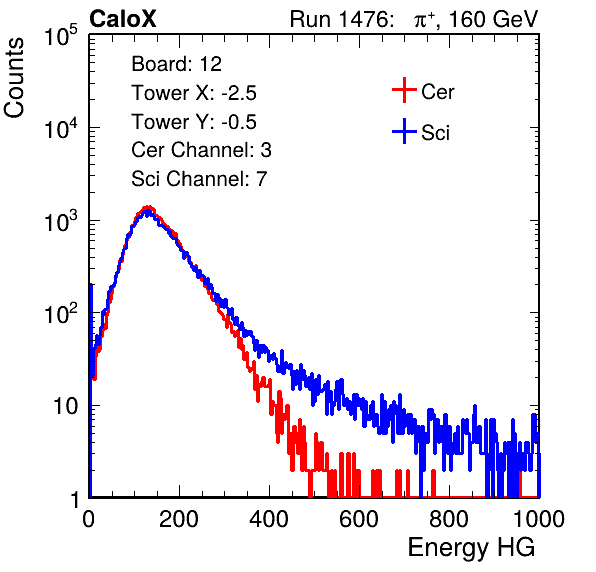 CaloX Run 1476: π⁺, 160 GeV
Counts
Board: 12
Tower X: -2.5
Tower Y: -0.5
Cer Channel: 3
Sci Channel: 7
Cer
Sci
10⁵
10⁴
10³
10²
10
1
0 200 400 600 800 1000
Energy HG